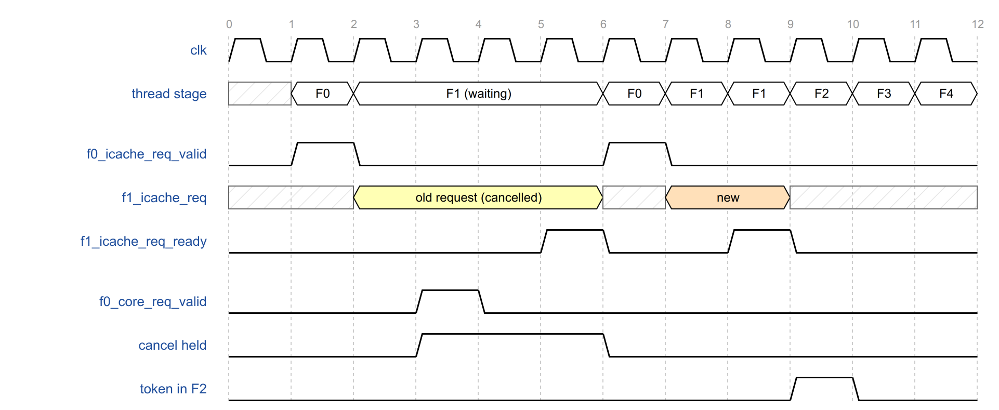 0 1 2 3 4 5 6 7 8 9 10 11 12
clk
thread stage F0 F1 (waiting) F0 F1 F1 F2 F3 F4
f0_icache_req_valid
f1_icache_req old request (cancelled) new
f1_icache_req_ready
f0_core_req_valid
cancel held
token in F2